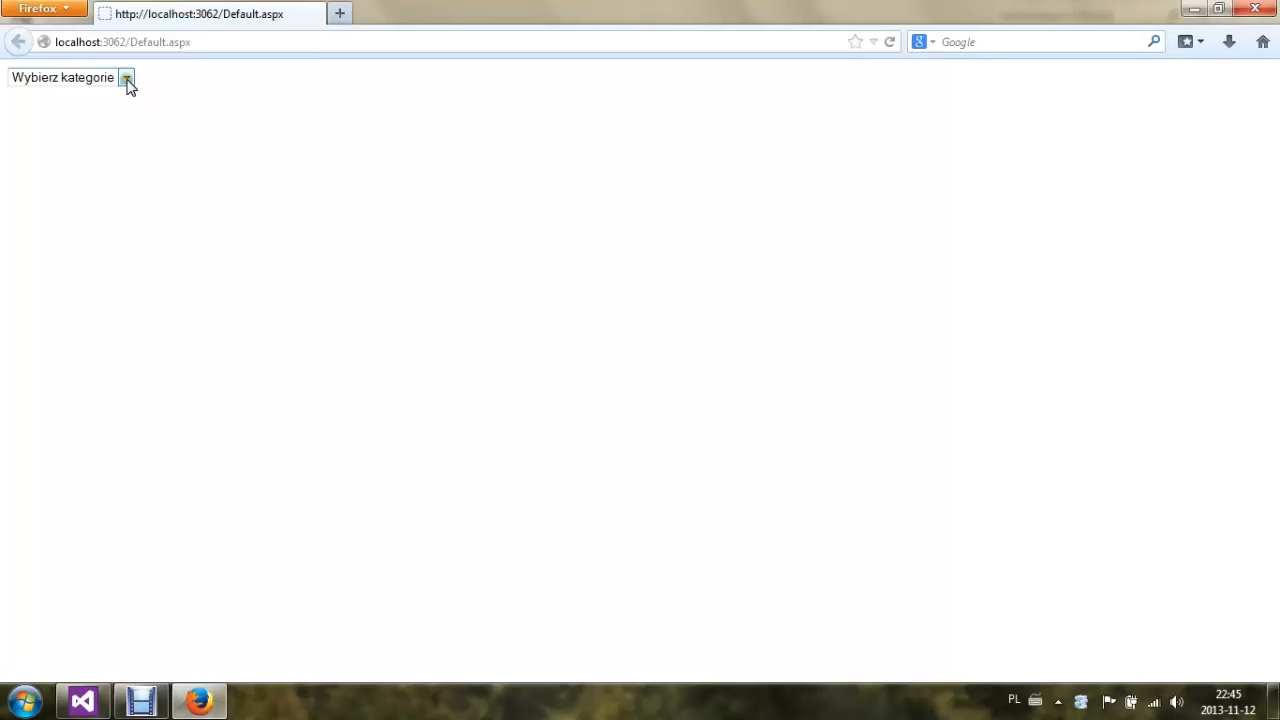 Firefox
http://localhost:3062/Default.aspx
localhost:3062/Default.aspx
Google
Wybierz kategorie
PL
22:45
2013-11-12